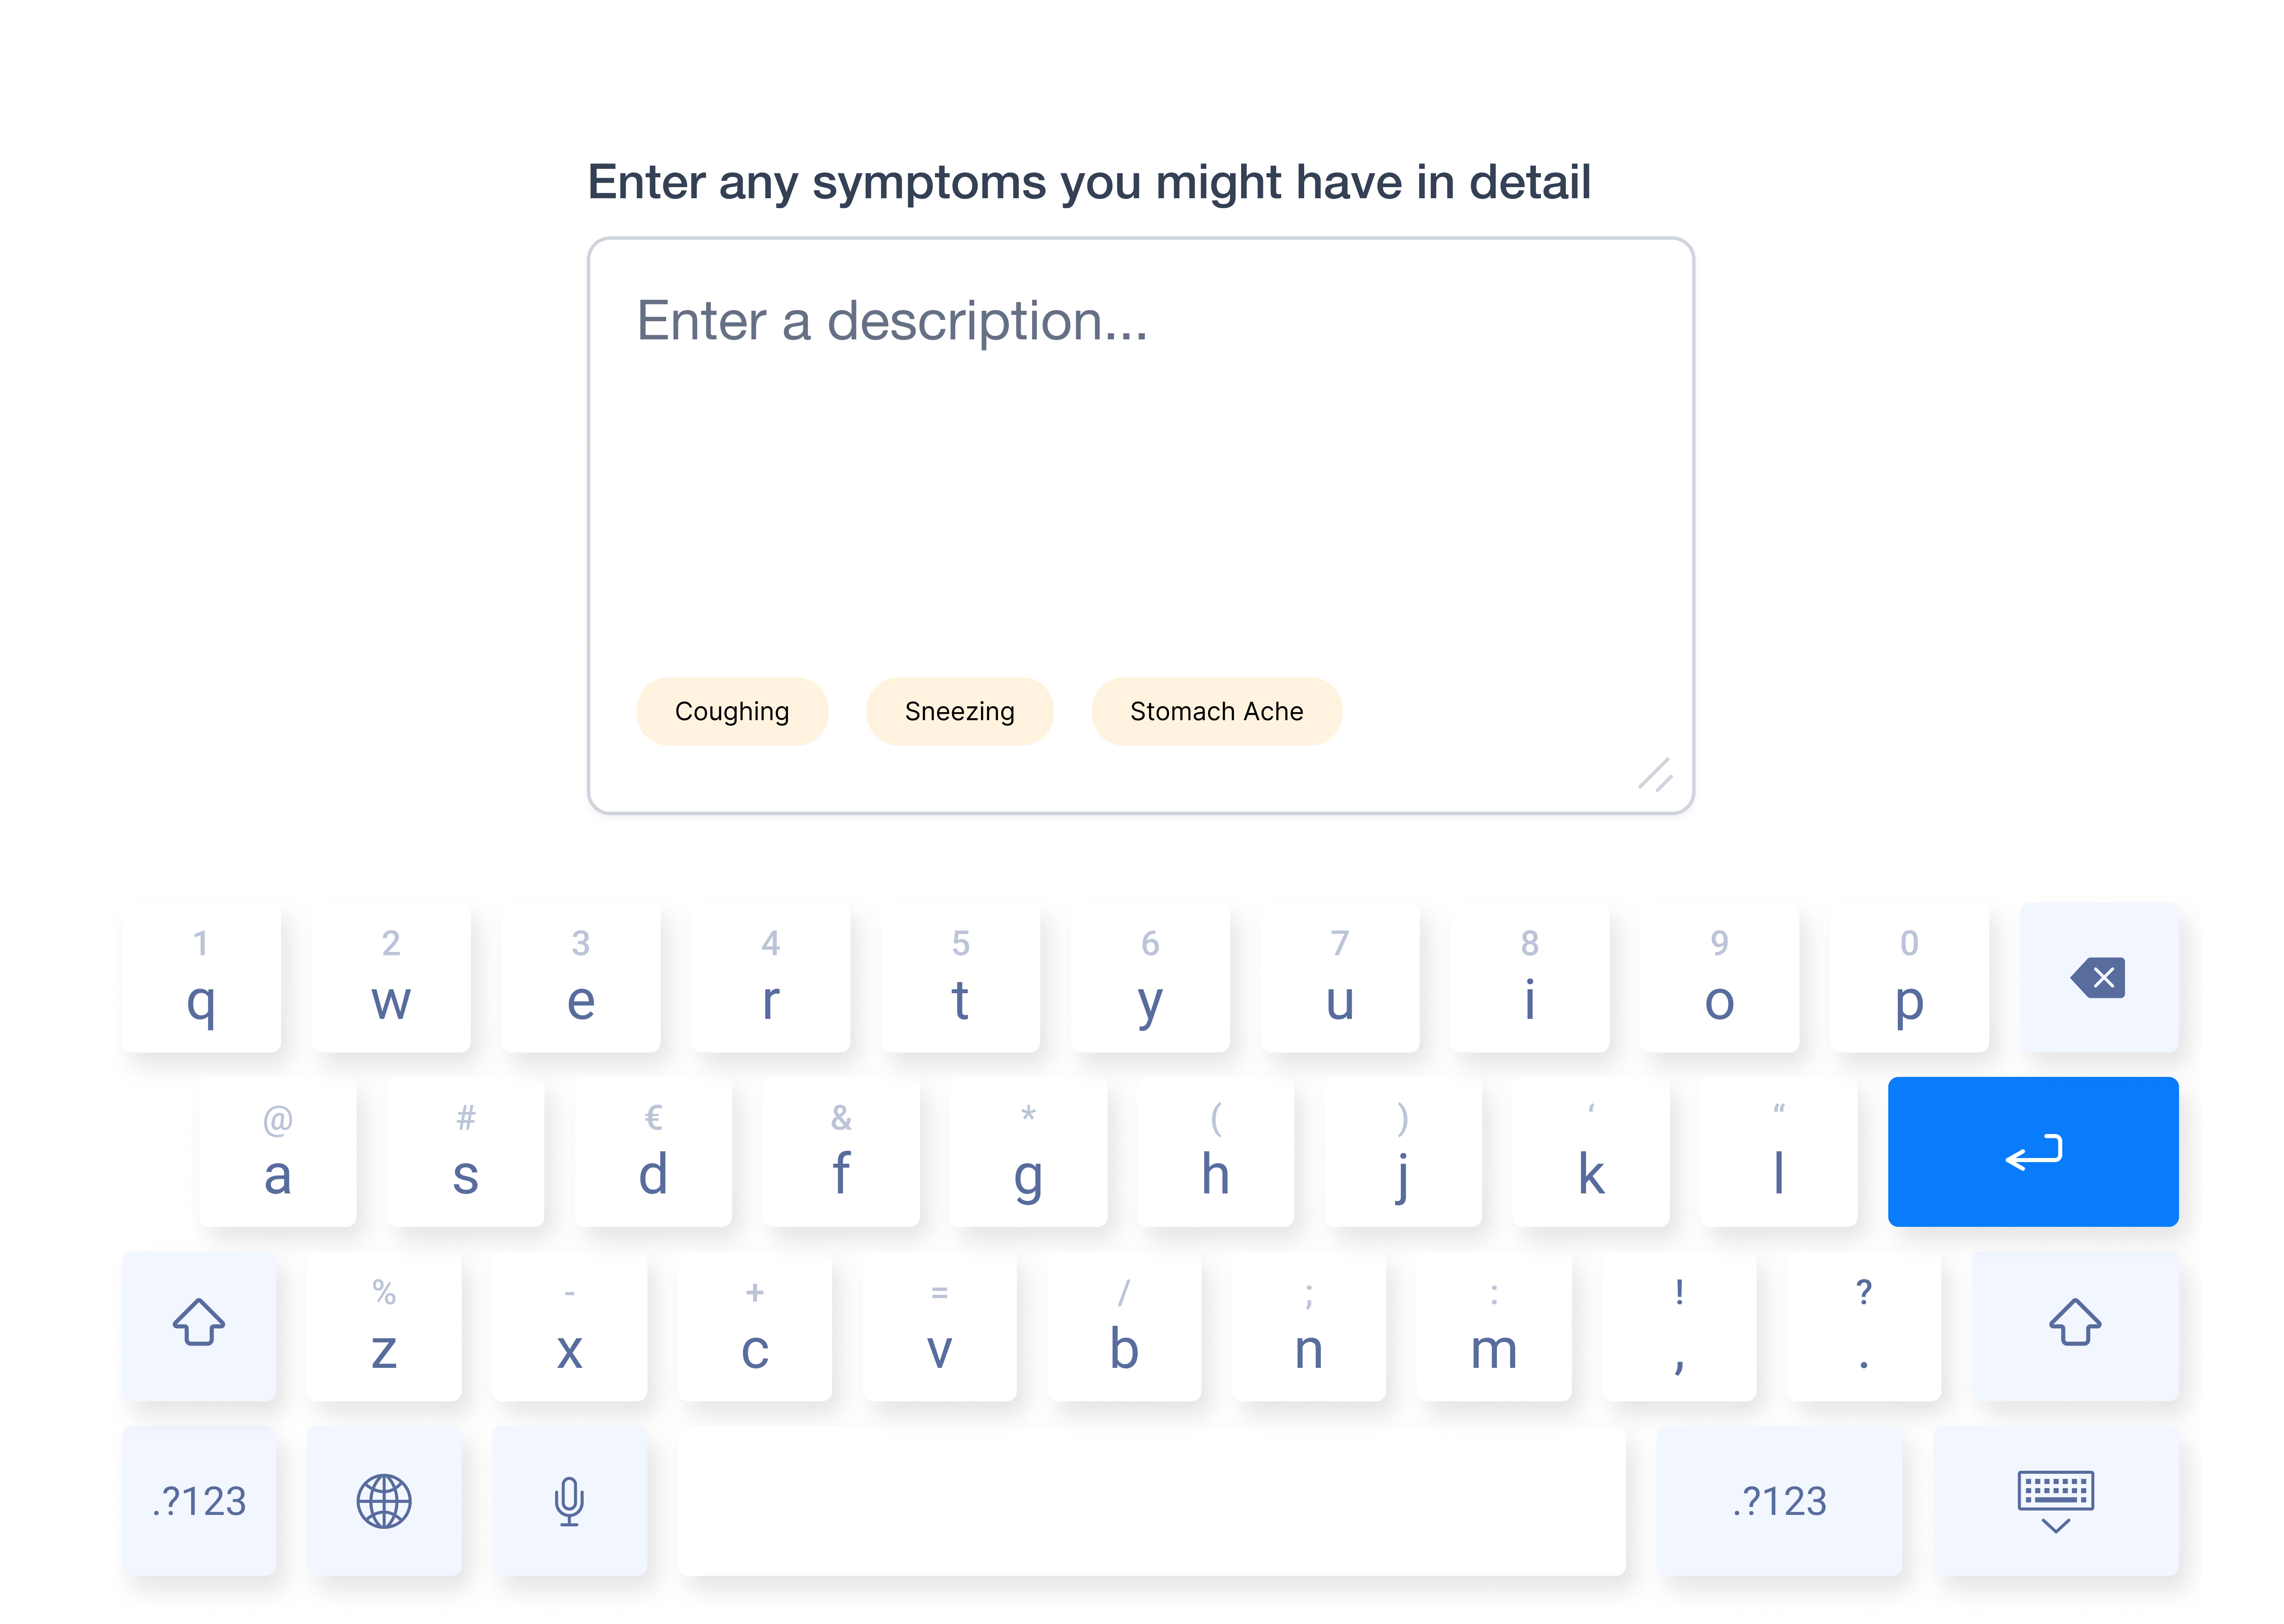 Enter any symptoms you might have in detail
Enter a description...
Coughing Sneezing Stomach Ache
1 2 3 4 5 6 7 8 9 0
q w e r t y u i o p
@ # € & * ( ) ‘ “
a s d f g h j k l
% - + = / ; : ! ?
z x c v b n m , .
.?123 .?123